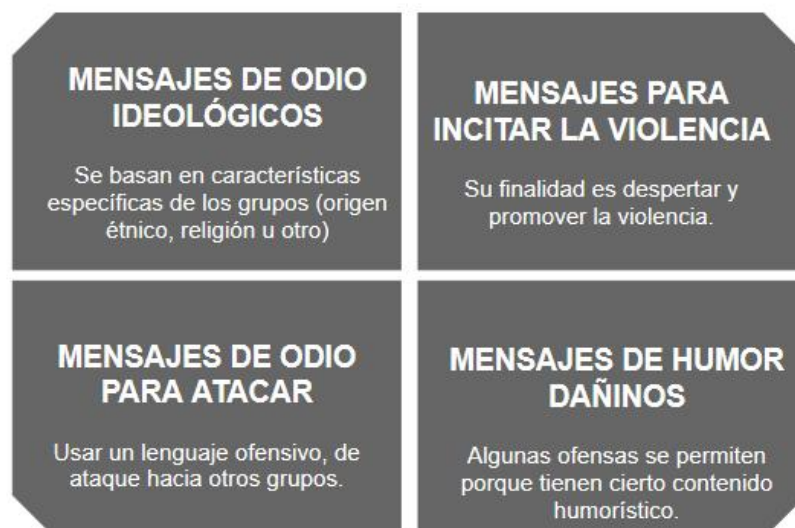 MENSAJES DE ODIO
IDEOLÓGICOS
Se basan en características
específicas de los grupos (origen
étnico, religión u otro)
MENSAJES PARA
INCITAR LA VIOLENCIA
Su finalidad es despertar y
promover la violencia.
MENSAJES DE ODIO
PARA ATACAR
Usar un lenguaje ofensivo, de
ataque hacia otros grupos.
MENSAJES DE HUMOR
DAÑINOS
Algunas ofensas se permiten
porque tienen cierto contenido
humorístico.